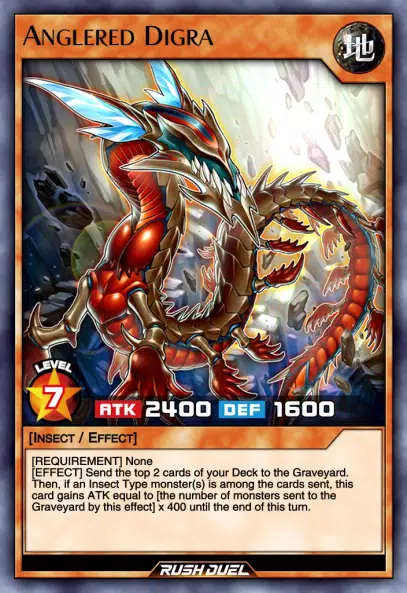 ANGLERED DIGRA
地
LEVEL
7
ATK 2400 DEF 1600
[INSECT / EFFECT]
[REQUIREMENT] None
[EFFECT] Send the top 2 cards of your Deck to the Graveyard.
Then, if an Insect Type monster(s) is among the cards sent, this
card gains ATK equal to [the number of monsters sent to the
Graveyard by this effect] x 400 until the end of this turn.
RUSH DUEL